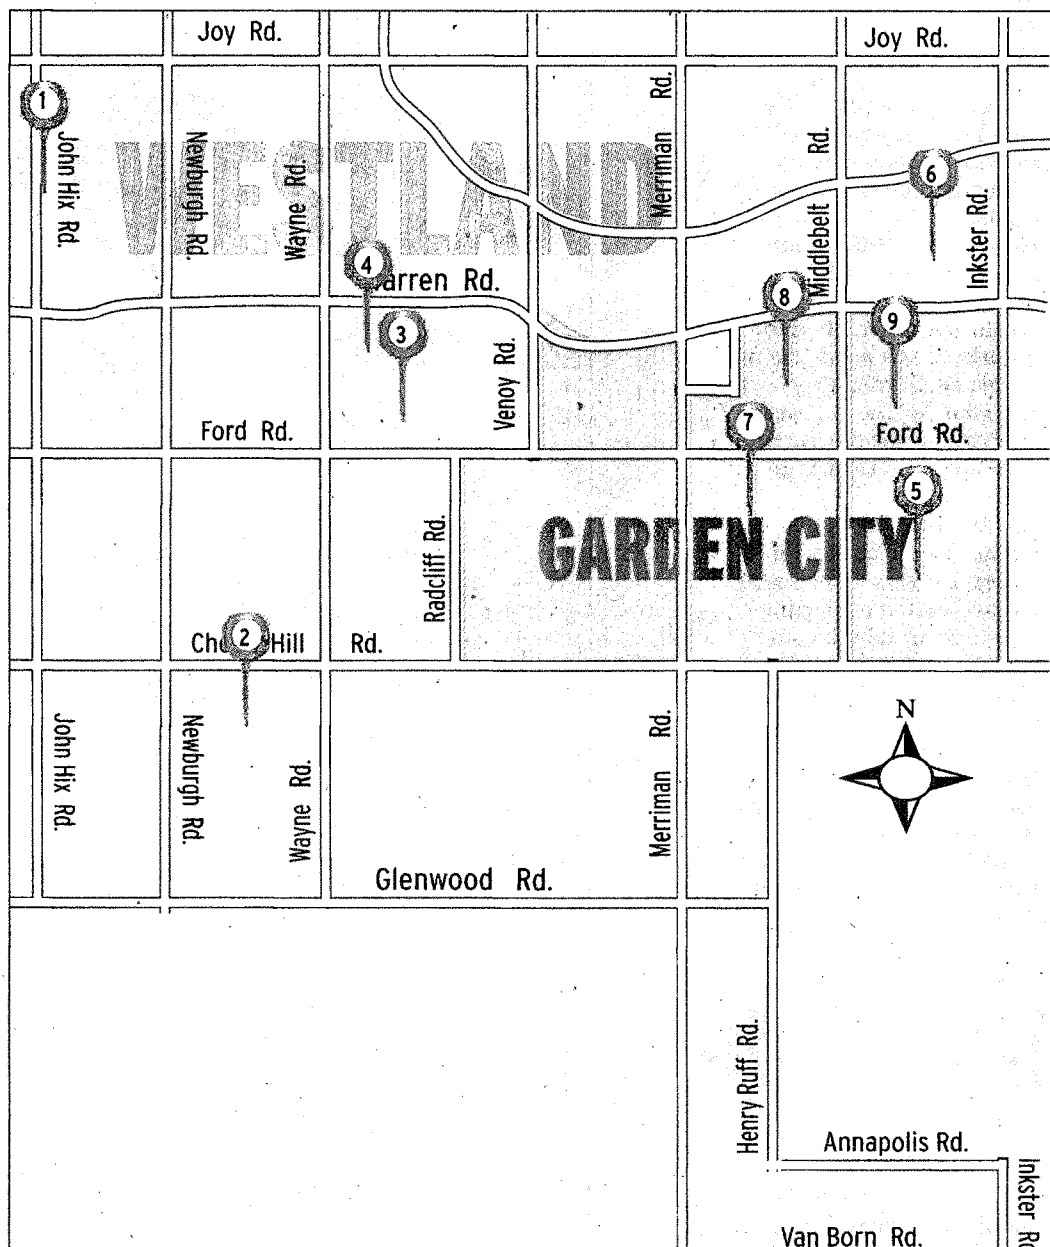 Joy Rd.
Joy Rd.
1
John Hix Rd.
Newburgh Rd.
Wayne Rd.
WESTLAND
Merriman Rd.
Middlebelt Rd.
6
Inkster Rd.
4
Warren Rd.
3
Venoy Rd.
8
9
Ford Rd.
7
Ford Rd.
5
Radcliff Rd.
GARDEN CITY
2
Hill Rd.
John Hix Rd.
Newburgh Rd.
Wayne Rd.
Merriman Rd.
N
Glenwood Rd.
Henry Ruff Rd.
Annapolis Rd.
Inkster Rd
Van Born Rd.